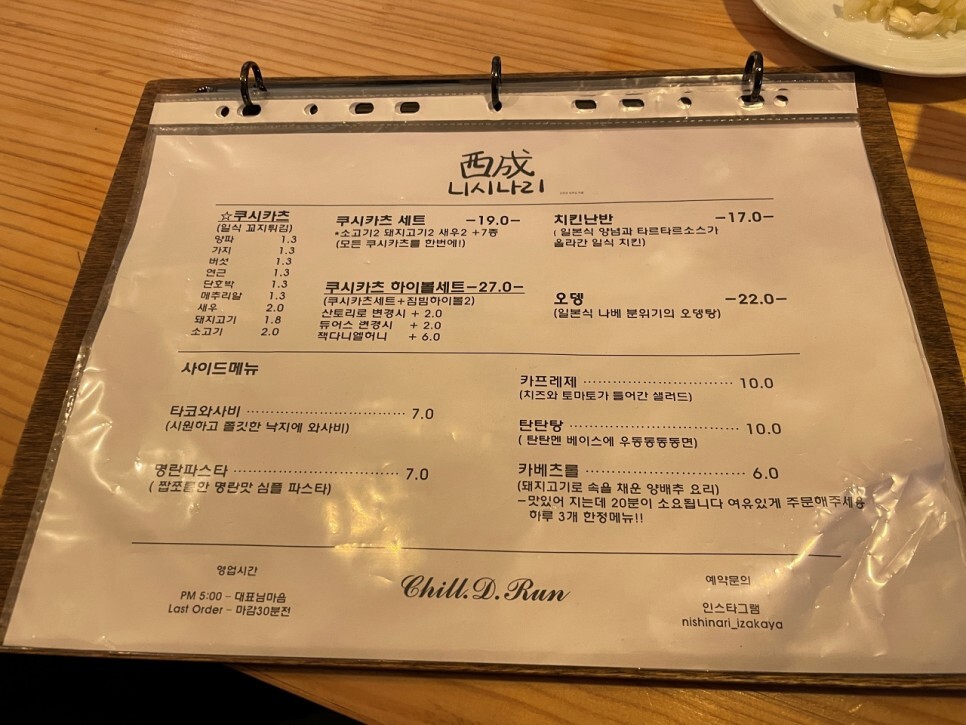 西成
니시나리
☆쿠시카츠
(일식 꼬지튀김)
양파 1.3
가지 1.3
버섯 1.3
연근 1.3
단호박 1.3
메추리알 1.3
새우 2.0
돼지고기 1.8
소고기 2.0
쿠시카츠 세트 -19.0-
*소고기2 돼지고기2 새우2 +7종
(모든 쿠시카츠를 한번에!)
쿠시카츠 하이볼세트-27.0-
(쿠시카츠세트+짐빔하이볼2)
산토리로 변경시 + 2.0
듀어스 변경시 + 2.0
잭다니엘허니 + 6.0
치킨난반 -17.0-
( 일본식 양념과 타르타르소스가
올라간 일식 치킨)
오뎅 -22.0-
(일본식 나베 분위기의 오뎅탕)
사이드메뉴
타코와사비 ································ 7.0
(시원하고 쫄깃한 낙지에 와사비)
명란파스타 ································ 7.0
( 짭쪼름한 명란맛 심플 파스타)
카프레제 ······························ 10.0
(치즈와 토마토가 들어간 샐러드)
탄탄탕 ·································· 10.0
( 탄탄멘 베이스에 우동동동동면)
카베츠롤 ································ 6.0
(돼지고기로 속을 채운 양배추 요리)
-맛있어 지는데 20분이 소요됩니다 여유있게 주문해주세용
하루 3개 한정메뉴!!
영업시간
PM 5:00 - 대표님마음
Last Order - 마감30분전
Chill.D.Run
예약문의
인스타그램
nishinari_izakaya